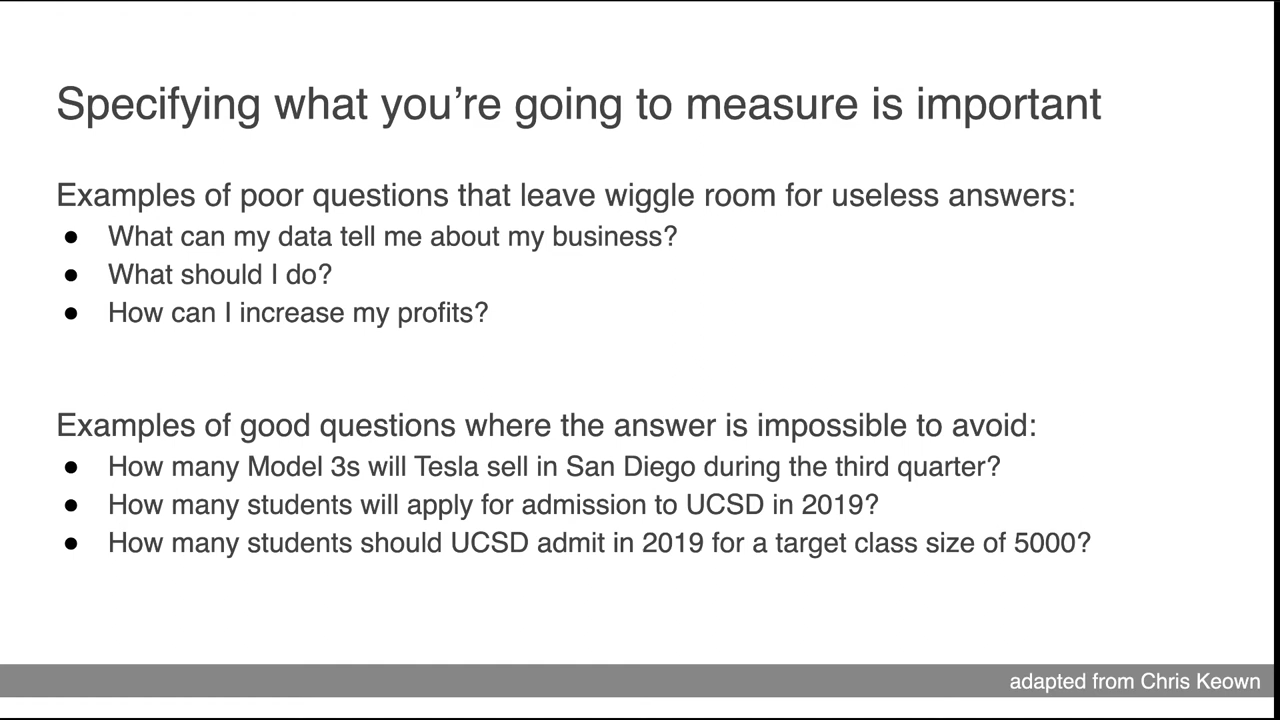 Specifying what you’re going to measure is important
Examples of poor questions that leave wiggle room for useless answers:
● What can my data tell me about my business?
● What should I do?
● How can I increase my profits?
Examples of good questions where the answer is impossible to avoid:
● How many Model 3s will Tesla sell in San Diego during the third quarter?
● How many students will apply for admission to UCSD in 2019?
● How many students should UCSD admit in 2019 for a target class size of 5000?
adapted from Chris Keown